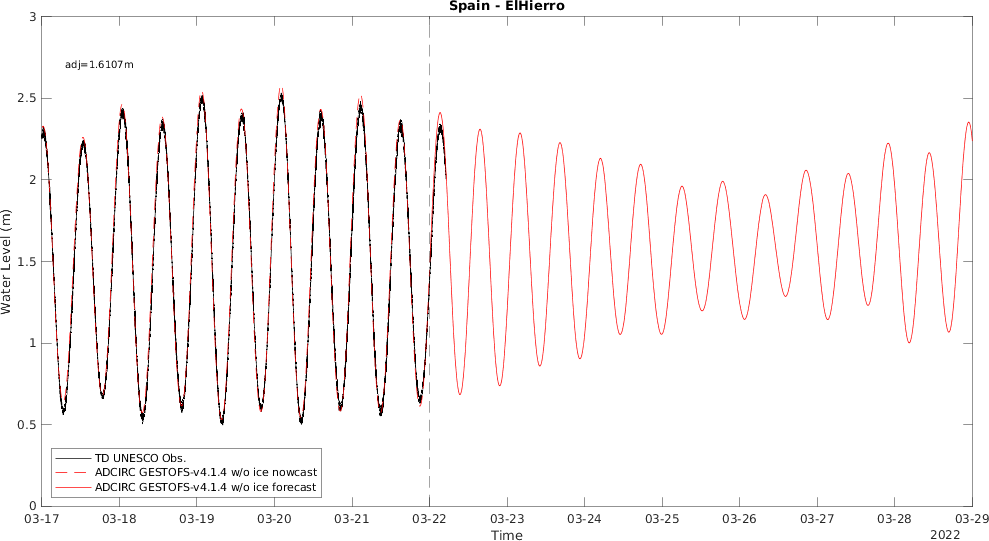 Spain - ElHierro
adj=1.6107m
3
2.5
2
1.5
1
0.5
0
Water Level (m)
TD UNESCO Obs.
ADCIRC GESTOFS-v4.1.4 w/o ice nowcast
ADCIRC GESTOFS-v4.1.4 w/o ice forecast
03-17 03-18 03-19 03-20 03-21 03-22 03-23 03-24 03-25 03-26 03-27 03-28 03-29
Time
2022